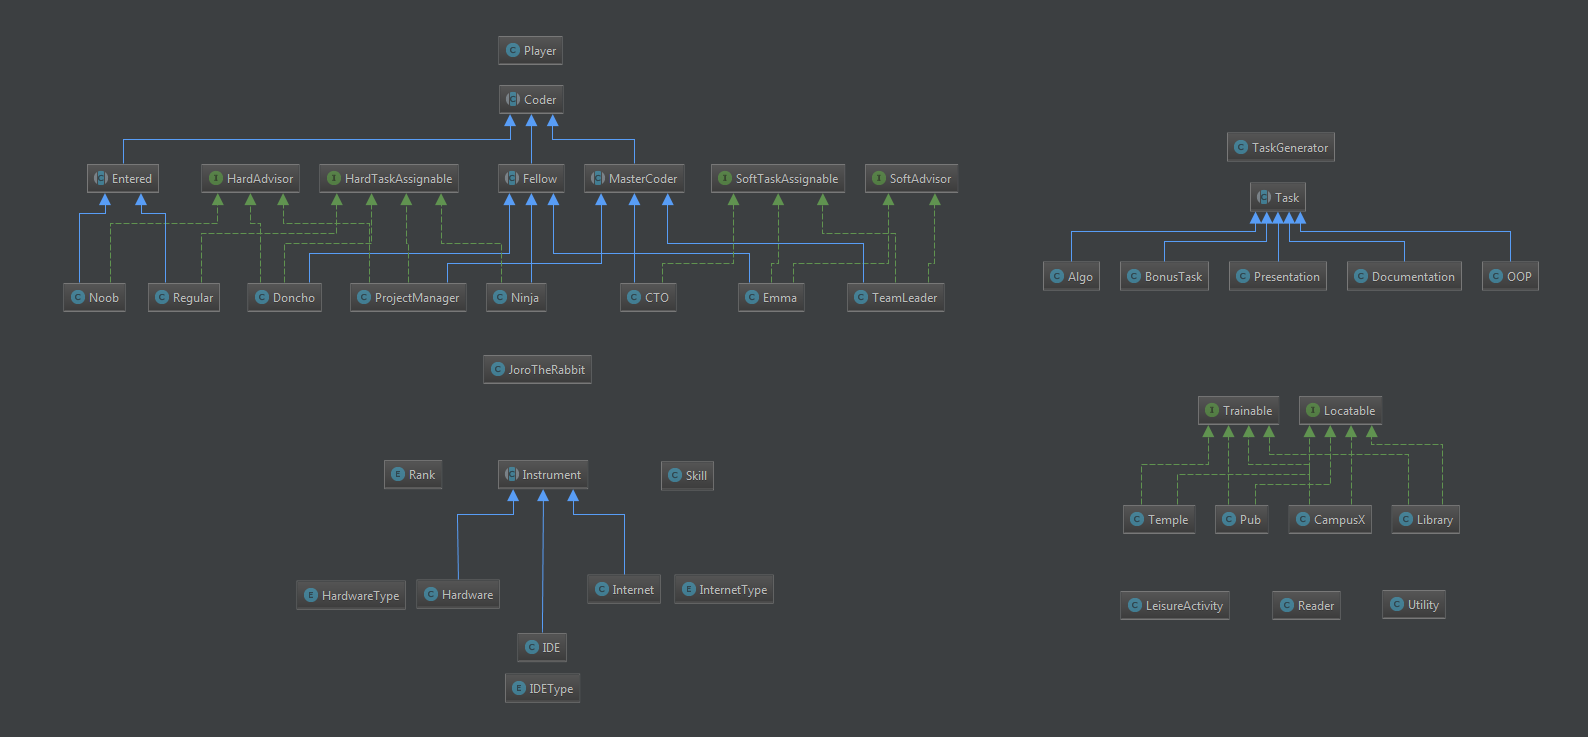 C Player
C Coder
C Entered
I HardAdvisor
I HardTaskAssignable
C Fellow
C MasterCoder
I SoftTaskAssignable
I SoftAdvisor
C Noob
C Regular
C Doncho
C ProjectManager
C Ninja
C CTO
C Emma
C TeamLeader
C TaskGenerator
C Task
C Algo
C BonusTask
C Presentation
C Documentation
C OOP
C JoroTheRabbit
E Rank
C Instrument
C Skill
E HardwareType
C Hardware
C Internet
E InternetType
C IDE
E IDEType
I Trainable
I Locatable
C Temple
C Pub
C CampusX
C Library
C LeisureActivity
C Reader
C Utility